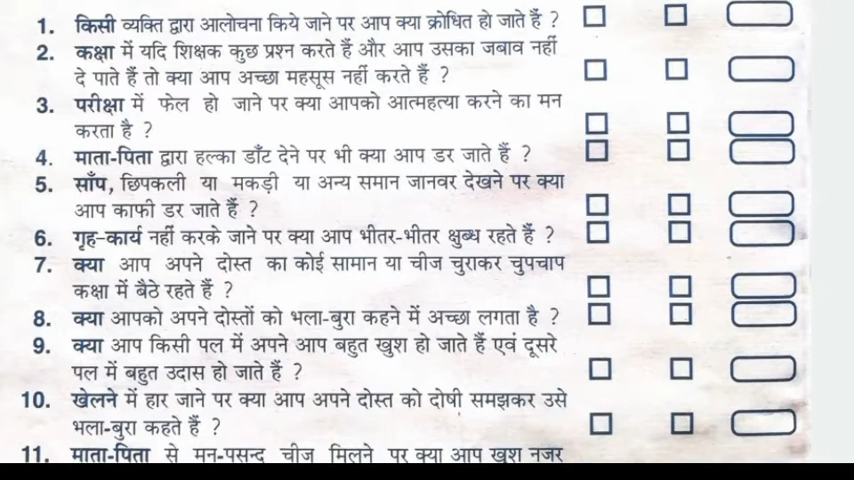 1. किसी व्यक्ति द्वारा आलोचना किये जाने पर आप क्या क्रोधित हो जाते हैं ?
2. कक्षा में यदि शिक्षक कुछ प्रश्न करते हैं और आप उसका जबाव नहीं
दे पाते हैं तो क्या आप अच्छा महसूस नहीं करते हैं ?
3. परीक्षा में फेल हो जाने पर क्या आपको आत्महत्या करने का मन
करता है ?
4. माता-पिता द्वारा हल्का डाँट देने पर भी क्या आप डर जाते हैं ?
5. साँप, छिपकली या मकड़ी या अन्य समान जानवर देखने पर क्या
आप काफी डर जाते हैं ?
6. गृह-कार्य नहीं करके जाने पर क्या आप भीतर-भीतर क्षुब्ध रहते हैं ?
7. क्या आप अपने दोस्त का कोई सामान या चीज चुराकर चुपचाप
कक्षा में बैठे रहते हैं ?
8. क्या आपको अपने दोस्तों को भला-बुरा कहने में अच्छा लगता है ?
9. क्या आप किसी पल में अपने आप बहुत खुश हो जाते हैं एवं दूसरे
पल में बहुत उदास हो जाते हैं ?
10. खेलने में हार जाने पर क्या आप अपने दोस्त को दोषी समझकर उसे
भला-बुरा कहते हैं ?
11. माता-पिता से मन-पसन्द चीज मिलने पर क्या आप खुश नजर